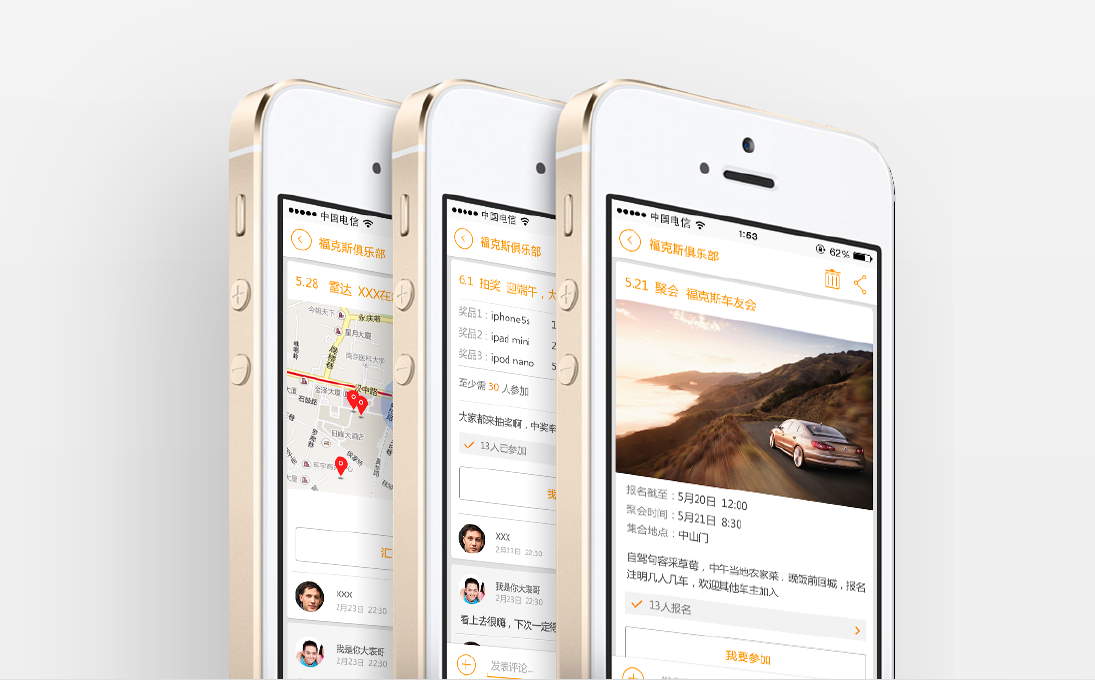 中国电信
福克斯俱乐部
5.28 雷达 XXX在
今明天下
永庆巷
星月大厦
南京医科大学
汉中路
金泽大厦
石鼓路
日峰大酒店
大厦
XXX
2月23日 22:30
我是你大表哥
2月23日 22:30
中国电信
福克斯俱乐部
6.1 抽奖 迎端午，
奖品1：iphone5s 1
奖品2：ipad mini 2
奖品3：ipod nano 5
至少需 30 人参加
大家都来抽奖啊，中奖率
13人已参加
我
XXX
2月23日 22:30
我是你大表哥
2月23日 22:30
看上去很嗨，下次一定得
发表评论...
中国电信
1:53
62%
福克斯俱乐部
5.21 聚会 福克斯车友会
报名截至：5月20日 12:00
聚会时间：5月21日 8:30
集合地点：中山门
自驾句容采草莓，中午当地农家菜，晚饭前回城，报名
注明几人几车，欢迎其他车主加入
13人报名
我要参加